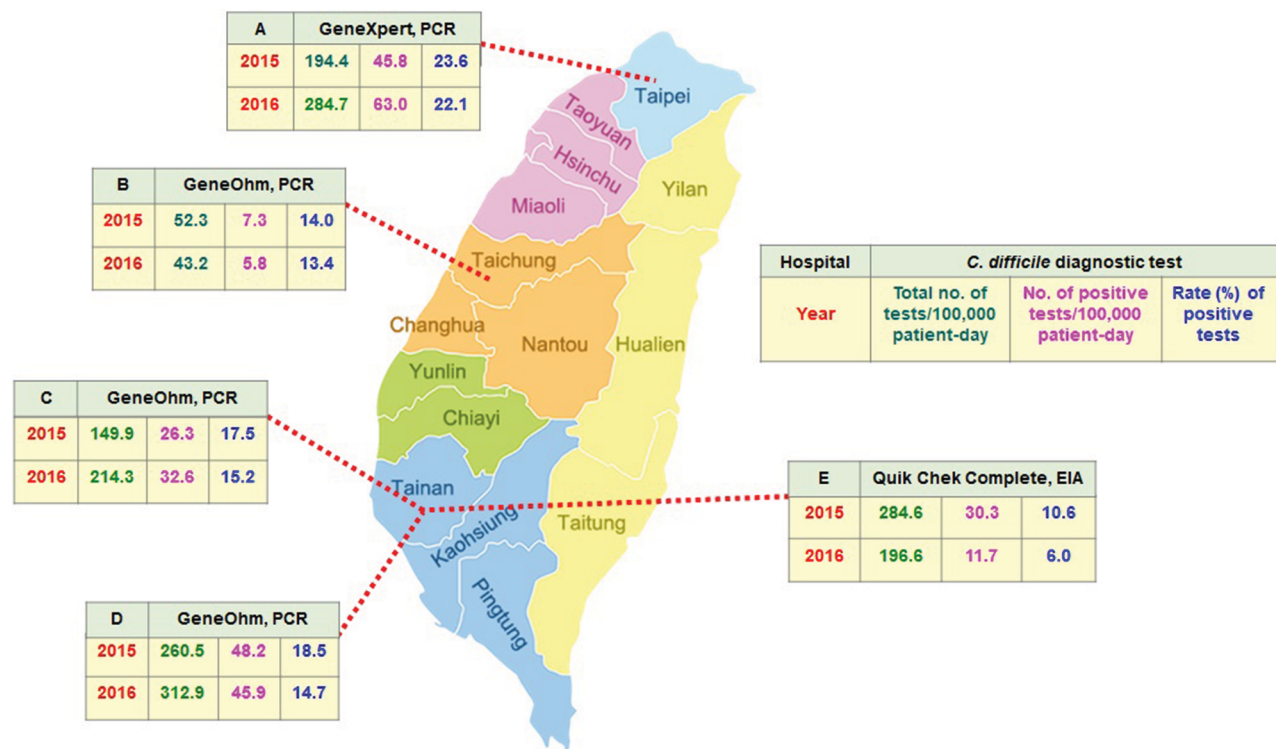 A GeneXpert, PCR
2015 194.4 45.8 23.6
2016 284.7 63.0 22.1
B GeneOhm, PCR
2015 52.3 7.3 14.0
2016 43.2 5.8 13.4
C GeneOhm, PCR
2015 149.9 26.3 17.5
2016 214.3 32.6 15.2
D GeneOhm, PCR
2015 260.5 48.2 18.5
2016 312.9 45.9 14.7
Taipei
Taoyuan
Hsinchu
Yilan
Miaoli
Taichung
Changhua
Nantou
Hualien
Yunlin
Chiayi
Tainan
Kaohsiung
Taitung
Pingtung
Hospital C. difficile diagnostic test
Year
Total no. of
tests/100,000
patient-day
No. of positive
tests/100,000
patient-day
Rate (%) of
positive
tests
E Quik Chek Complete, EIA
2015 284.6 30.3 10.6
2016 196.6 11.7 6.0